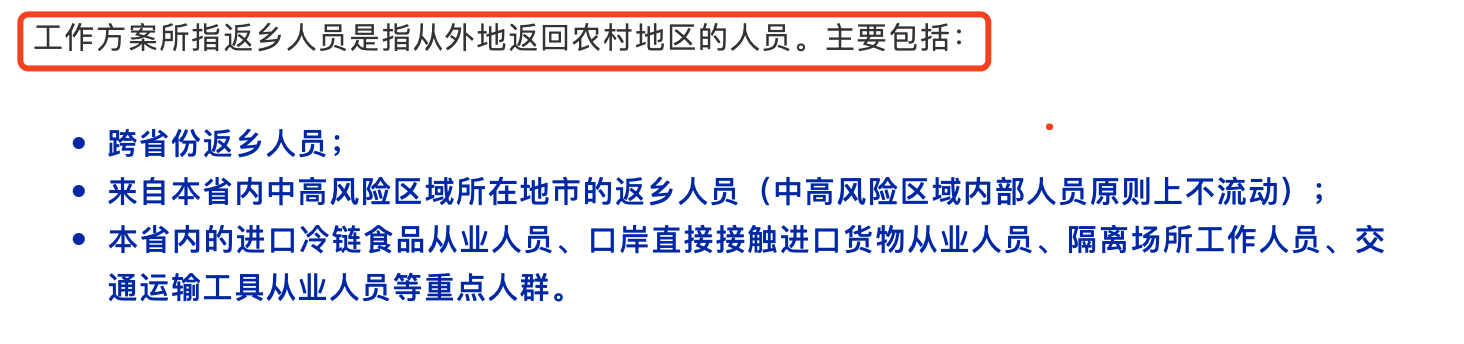 工作方案所指返乡人员是指从外地返回农村地区的人员。主要包括：
跨省份返乡人员；
来自本省内中高风险区域所在地市的返乡人员（中高风险区域内部人员原则上不流动）；
本省内的进口冷链食品从业人员、口岸直接接触进口货物从业人员、隔离场所工作人员、交
通运输工具从业人员等重点人群。